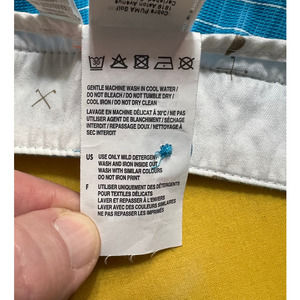 GENTLE MACHINE WASH IN COOL WATER /
DO NOT BLEACH / DO NOT TUMBLE DRY /
COOL IRON / DO NOT DRY CLEAN
LAVAGE EN MACHINE DÉLICAT À 30°C / NE PAS
UTILISER AGENT DE BLANCHIMENT / SÉCHAGE
INTERDIT / REPASSAGE DOUX / NETTOYAGE À
SEC INTERDIT
US USE ONLY MILD DETERGENT
WASH AND IRON INSIDE OUT
WASH WITH SIMILAR COLOURS
DO NOT IRON PRINT
F UTILISER UNIQUEMENT DES DÉTERGENTS
POUR TEXTILES DÉLICATS
LAVER ET REPASSER À L'ENVERS
LAVER AVEC COULEURS SIMILAIRES
NE PAS REPASSER LES IMPRIMÉS